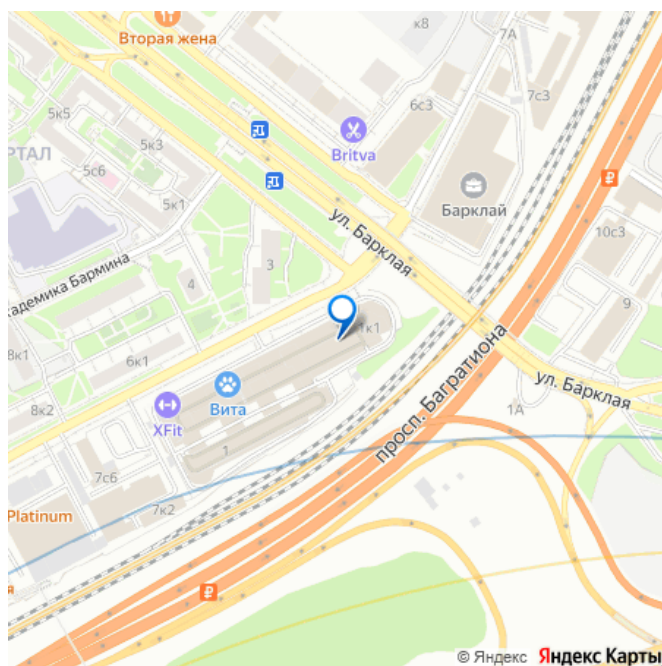 Вторая жена
к8
7А
7с3
6с3
5к5
5к3
Britva
РТАЛ
5с6
5к1
Барклай
ул. Барклая
10с3
кадемика Бармина
3
4
9
1к1
8к1
6к1
просп. Багратиона
ул. Барклая
Вита
8к2
XFit
1А
1
7с6
7к2
Platinum
я
© Яндекс Яндекс Карты